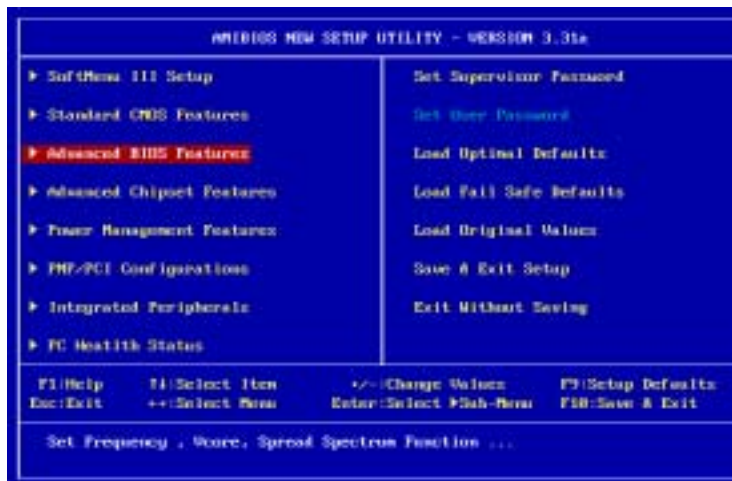 AMIBIOS NEW SETUP UTILITY - VERSION 3.31a
▶ SoftMenu III Setup
▶ Standard CMOS Features
▶ Advanced BIOS Features
▶ Advanced Chipset Features
▶ Power Management Features
▶ PNP/PCI Configurations
▶ Integrated Peripherals
▶ PC Health Status
Set Supervisor Password
Set User Password
Load Optimal Defaults
Load Fail Safe Defaults
Load Original Values
Save & Exit Setup
Exit Without Saving
F1:Help ↑↓:Select Item +/-:Change Values F9:Setup Defaults
Esc:Exit ←→:Select Menu Enter:Select ▶Sub-Menu F10:Save & Exit
Set Frequency , Vcore, Spread Spectrum Function ...